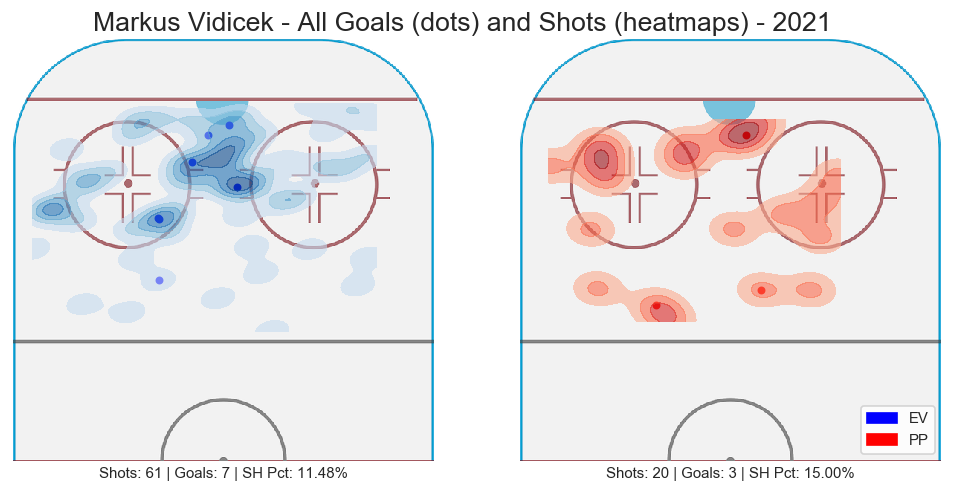 Markus Vidicek - All Goals (dots) and Shots (heatmaps) - 2021
EV
PP
Shots: 61 | Goals: 7 | SH Pct: 11.48%
Shots: 20 | Goals: 3 | SH Pct: 15.00%